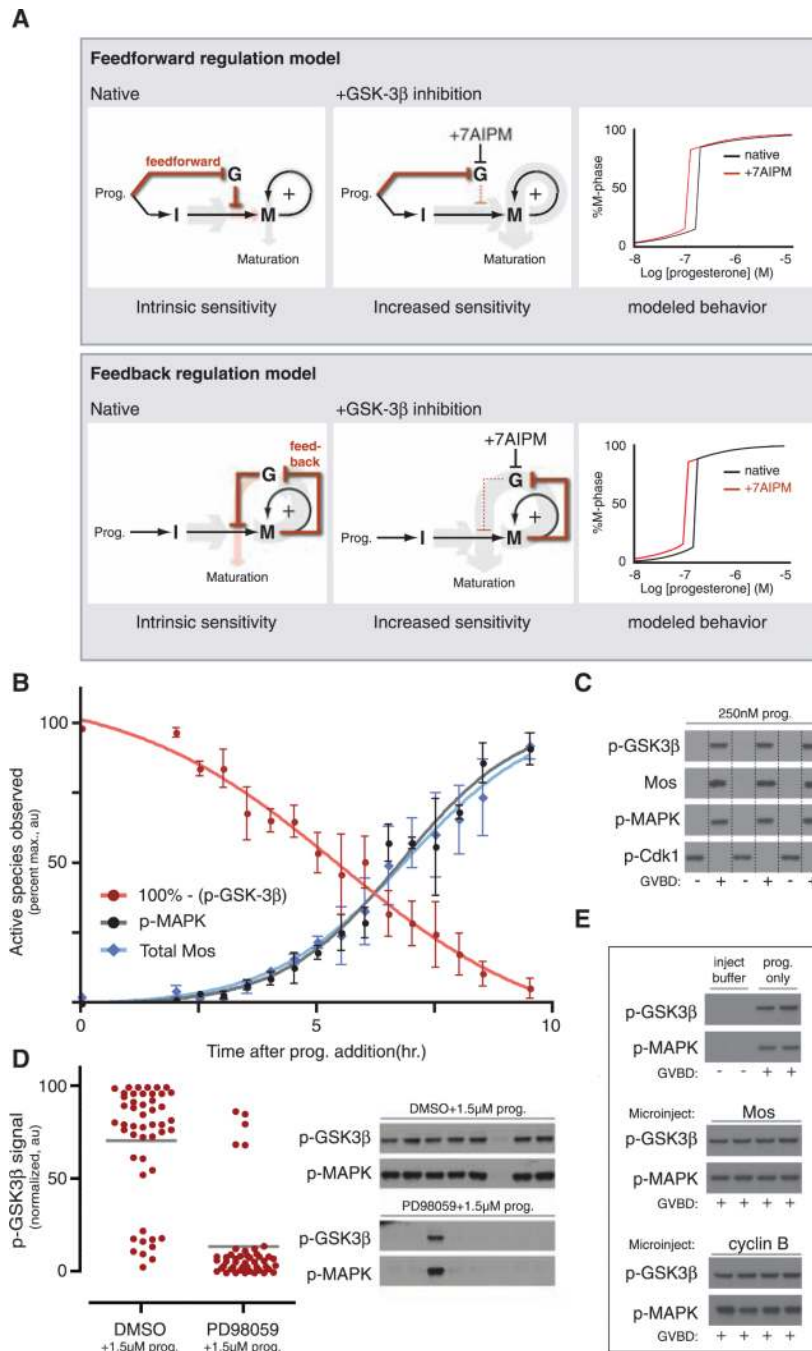 A
Feedforward regulation model
Native
+GSK-3β inhibition
feedforward
Prog.
G
I
M
+
Maturation
+7AIPM
Prog.
G
I
M
+
Maturation
%M-phase
100
50
0
native
+7AIPM
-8 -7 -6 -5
Log [progesterone] (M)
Intrinsic sensitivity
Increased sensitivity
modeled behavior
Feedback regulation model
Native
+GSK-3β inhibition
feed-
back
Prog.
G
I
M
+
Maturation
+7AIPM
Prog.
G
I
M
+
Maturation
%M-phase
100
50
0
native
+7AIPM
-8 -7 -6 -5
Log [progesterone] (M)
Intrinsic sensitivity
Increased sensitivity
modeled behavior
B
Active species observed
(percent max., au)
100
50
0 5 10
100% - (p-GSK-3β)
p-MAPK
Total Mos
Time after prog. addition(hr.)
C
250nM prog.
p-GSK3β
Mos
p-MAPK
p-Cdk1
GVBD: - + - + - +
D
p-GSK3β signal
(normalized, au)
100
50
0
DMSO
+1.5μM prog.
PD98059
+1.5μM prog.
DMSO+1.5μM prog.
p-GSK3β
p-MAPK
PD98059+1.5μM prog.
p-GSK3β
p-MAPK
E
inject
buffer
prog.
only
p-GSK3β
p-MAPK
GVBD: - - + +
Microinject: Mos
p-GSK3β
p-MAPK
GVBD: + + + +
Microinject: cyclin B
p-GSK3β
p-MAPK
GVBD: + + + +